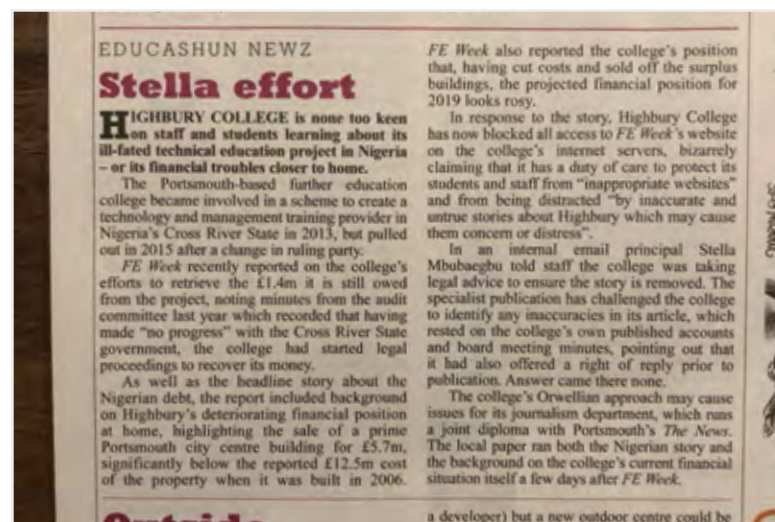 EDUCASHUN NEWZ
Stella effort
HIGHBURY COLLEGE is none too keen
on staff and students learning about its
ill-fated technical education project in Nigeria
– or its financial troubles closer to home.
The Portsmouth-based further education
college became involved in a scheme to create a
technology and management training provider in
Nigeria's Cross River State in 2013, but pulled
out in 2015 after a change in ruling party.
FE Week recently reported on the college's
efforts to retrieve the £1.4m it is still owed
from the project, noting minutes from the audit
committee last year which recorded that having
made "no progress" with the Cross River State
government, the college had started legal
proceedings to recover its money.
As well as the headline story about the
Nigerian debt, the report included background
on Highbury's deteriorating financial position
at home, highlighting the sale of a prime
Portsmouth city centre building for £5.7m,
significantly below the reported £12.5m cost
of the property when it was built in 2006.
FE Week also reported the college's position
that, having cut costs and sold off the surplus
buildings, the projected financial position for
2019 looks rosy.
In response to the story, Highbury College
has now blocked all access to FE Week's website
on the college's internet servers, bizarrely
claiming that it has a duty of care to protect its
students and staff from "inappropriate websites"
and from being distracted "by inaccurate and
untrue stories about Highbury which may cause
them concern or distress".
In an internal email principal Stella
Mbubaegbu told staff the college was taking
legal advice to ensure the story is removed. The
specialist publication has challenged the college
to identify any inaccuracies in its article, which
rested on the college's own published accounts
and board meeting minutes, pointing out that
it had also offered a right of reply prior to
publication. Answer came there none.
The college's Orwellian approach may cause
issues for its journalism department, which runs
a joint diploma with Portsmouth's The News.
The local paper ran both the Nigerian story and
the background on the college's current financial
situation itself a few days after FE Week.
Outside
a developer) but a new outdoor centre could be